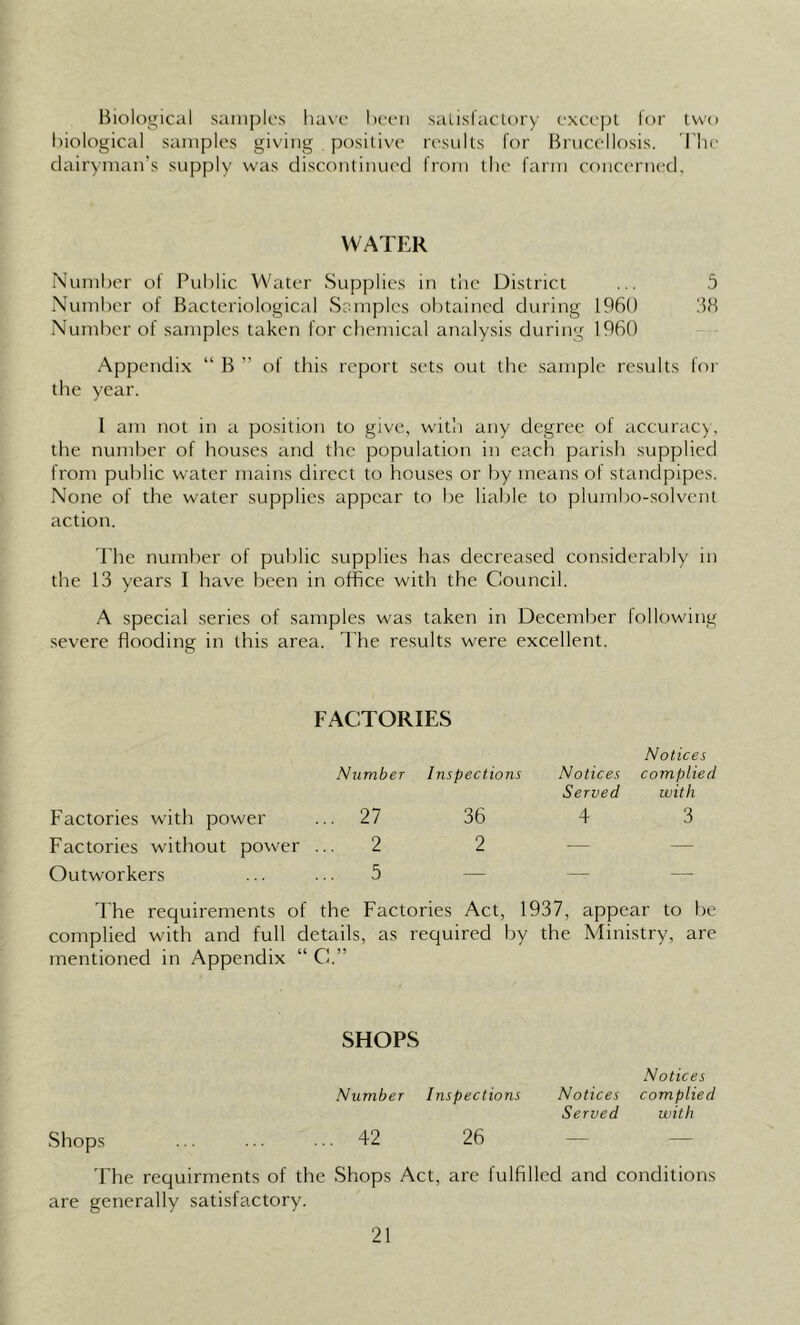 Biological samples have been satisfactory except for two
biological samples giving positive results for Brucellosis. The
dairyman's supply was discontinued from the farm concerned.
WATER
Number of Public Water Supplies in the District ... 5
Number of Bacteriological Samples obtained during 1960 38
Number of samples taken for chemical analysis during 1960 —
Appendix “ B ” of this report sets out the sample results for
the year.
I am not in a position to give, with any degree of accuracy,
the number of houses and the population in each parish supplied
from public water mains direct to houses or by means of standpipes.
None of the water supplies appear to be liable to plumbo-solvent
action.
The number of public supplies has decreased considerably in
the 13 years I have been in office with the Council.
A special series of samples was taken in December following
severe flooding in this area. The results were excellent.
FACTORIES
Notices
Number Inspections Notices complied
Served with
Factories with power ... 27 36 4 3
Factories without power ... 2 2 — —
Outworkers ... ... 5 — — —
The requirements of the Factories Act, 1937, appear to be
complied with and full details, as required by the Ministry, are
mentioned in Appendix “ C.”
SHOPS
Notices
Number Inspections Notices complied
Served with
Shops ... ... ... 42 26 — —
The requirments of the Shops Act, are fulfilled and conditions
are generally satisfactory.
21